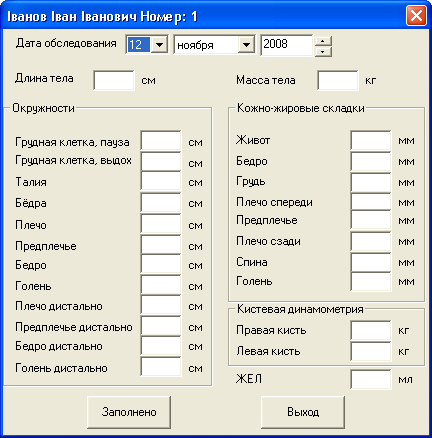 Іванов Іван Іванович Номер: 1
Дата обследования 12 ноября 2008
Длина тела см Масса тела кг
Окружности
Грудная клетка, пауза см
Грудная клетка, выдох см
Талия см
Бёдра см
Плечо см
Предплечье см
Бедро см
Голень см
Плечо дистально см
Предплечье дистально см
Бедро дистально см
Голень дистально см
Кожно-жировые складки
Живот мм
Бедро мм
Грудь мм
Плечо спереди мм
Предплечье мм
Плечо сзади мм
Спина мм
Голень мм
Кистевая динамометрия
Правая кисть кг
Левая кисть кг
ЖЕЛ мл
Заполнено Выход